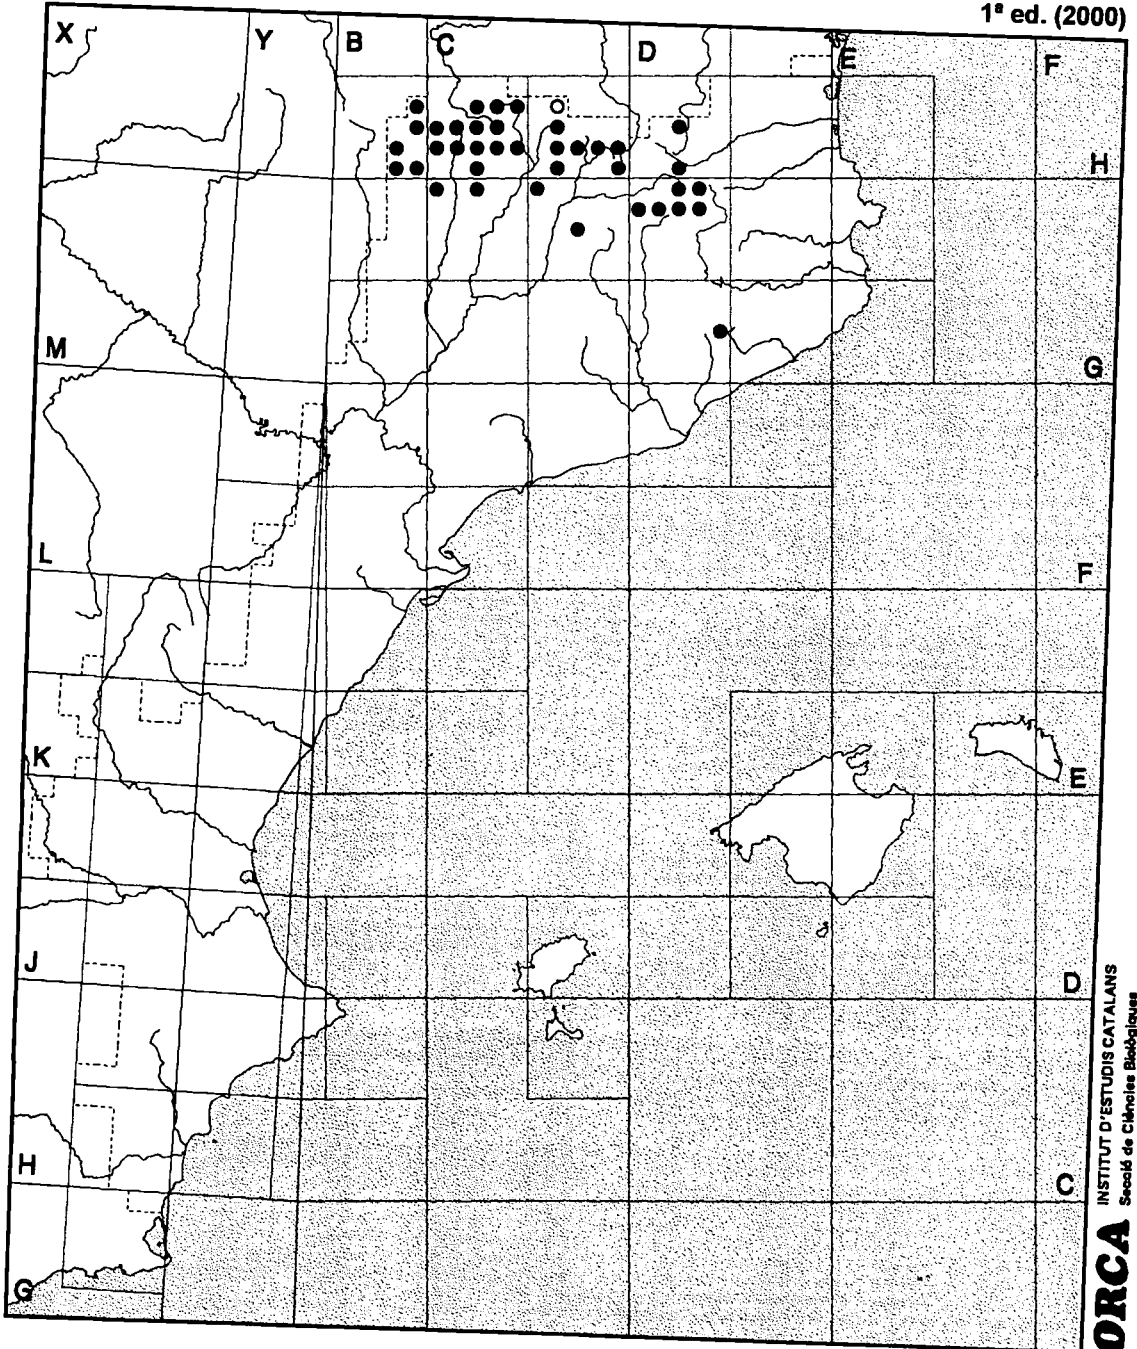 1ª ed. (2000)
X
Y
B
C
D
E
F
H
M
G
L
F
K
E
J
D
H
C
G
INSTITUT D'ESTUDIS CATALANS
Secció de Ciències Biològiques
ORCA